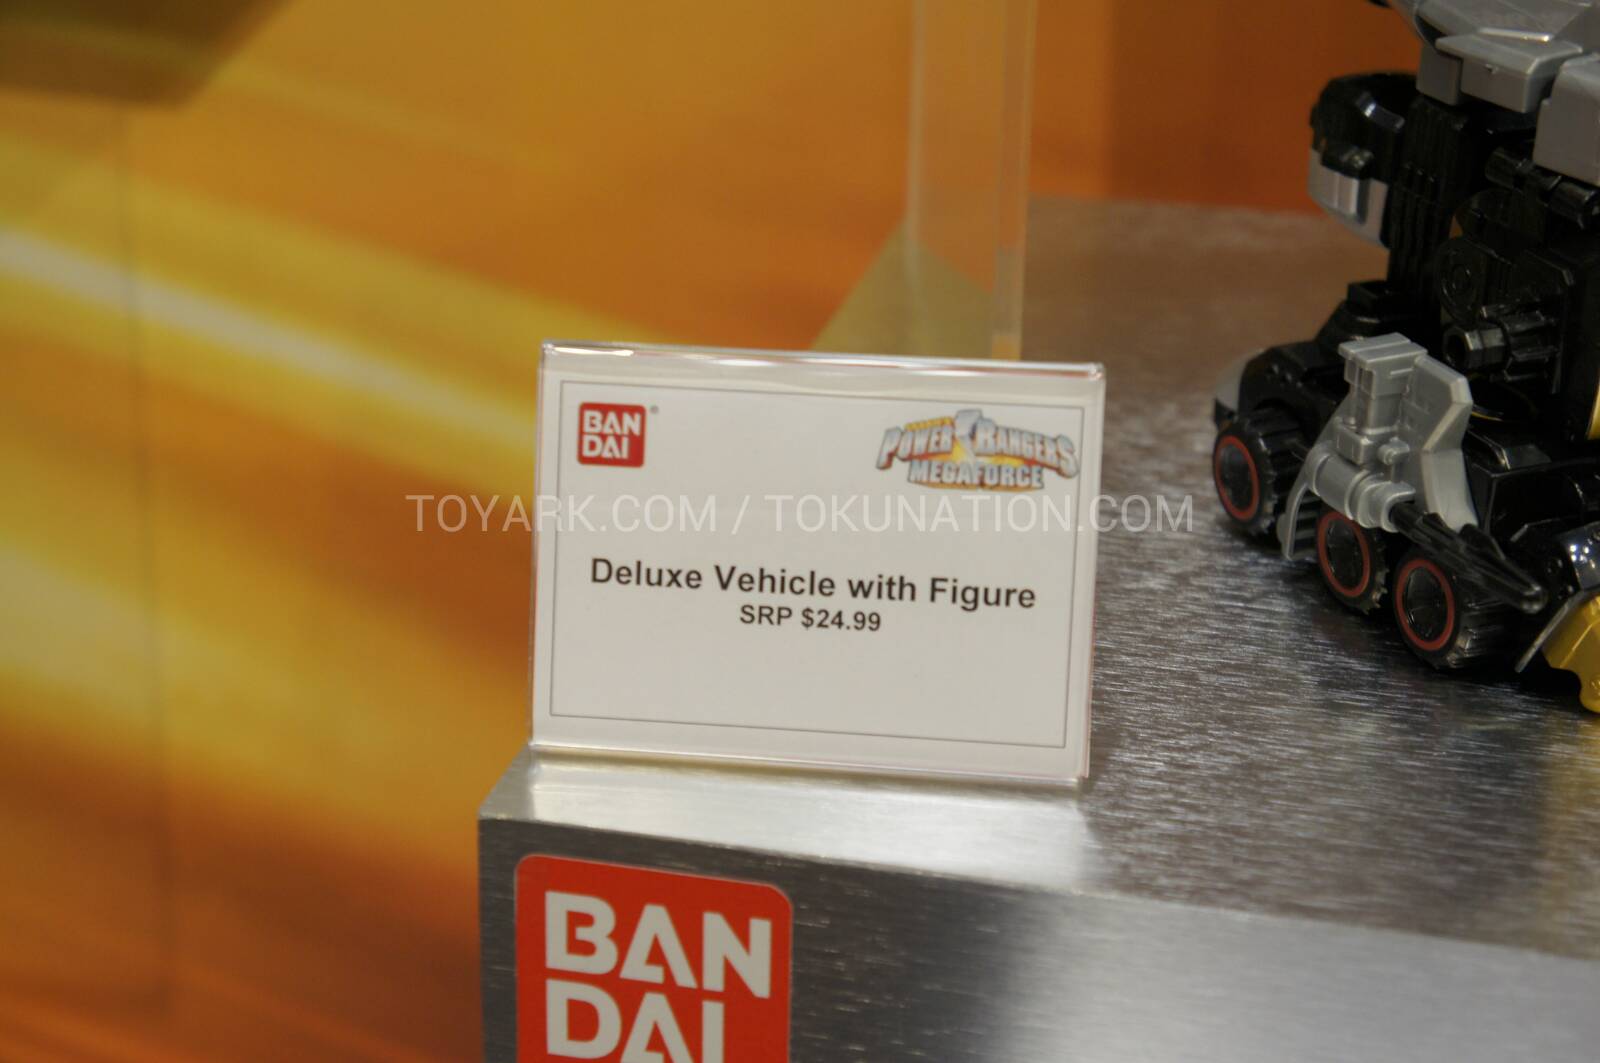 BAN
DAI
®
POWER RANGERS
MEGAFORCE
TOYARK.COM / TOKUNATION.COM
Deluxe Vehicle with Figure
SRP $24.99
BAN
DAI